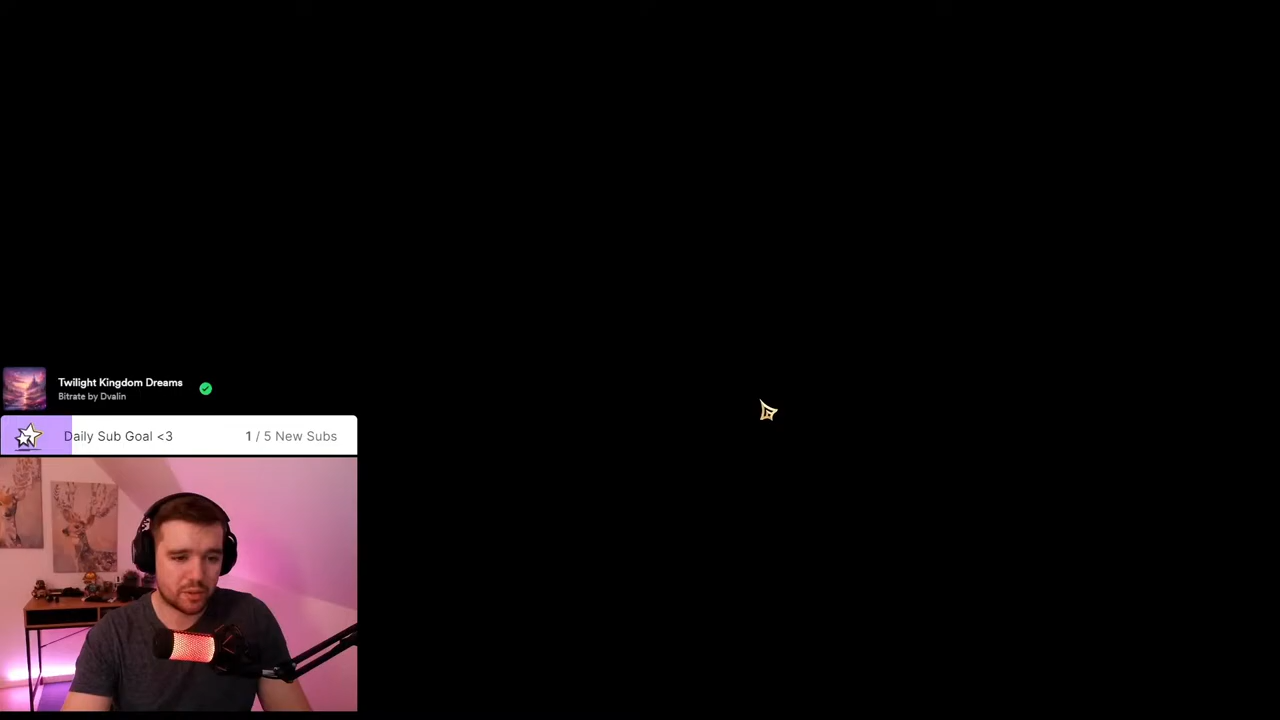 Twilight Kingdom Dreams
Bitrate by Dvalin
Daily Sub Goal <3
1 / 5 New Subs